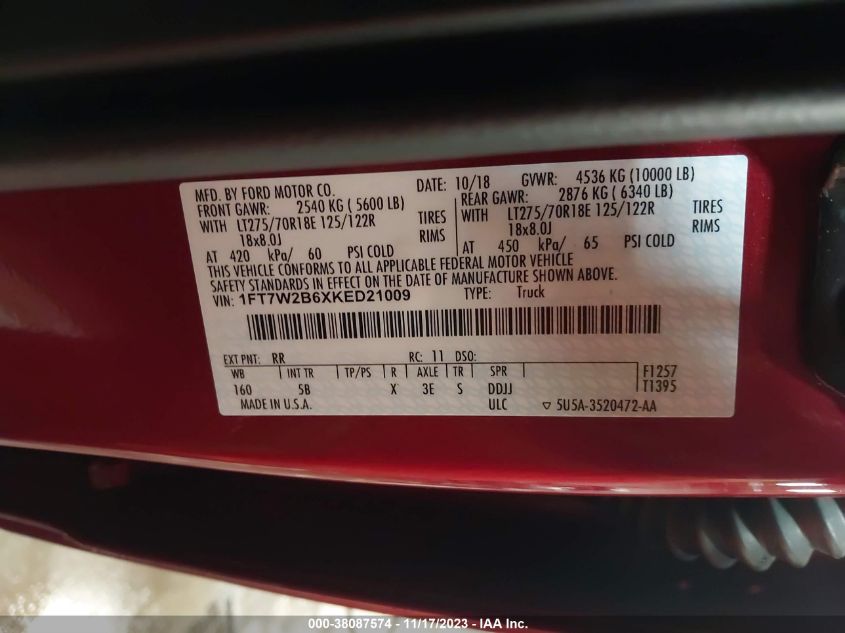 MFD. BY FORD MOTOR CO.
DATE: 10/18 GVWR: 4536 KG (10000 LB)
FRONT GAWR: 2540 KG ( 5600 LB) REAR GAWR: 2876 KG ( 6340 LB)
WITH LT275/70R18E 125/122R TIRES WITH LT275/70R18E 125/122R TIRES
18x8.0J RIMS 18x8.0J RIMS
AT 420 kPa/ 60 PSI COLD AT 450 kPa/ 65 PSI COLD
THIS VEHICLE CONFORMS TO ALL APPLICABLE FEDERAL MOTOR VEHICLE
SAFETY STANDARDS IN EFFECT ON THE DATE OF MANUFACTURE SHOWN ABOVE.
VIN: 1FT7W2B6XKED21009 TYPE: Truck
EXT PNT: RR RC: 11 DSO:
WB INT TR TP/PS R AXLE TR SPR F1257
160 5B X 3E S DDJJ T1395
MADE IN U.S.A. ULC ▽ 5U5A-3520472-AA
000-38087574 - 11/17/2023 - IAA Inc.